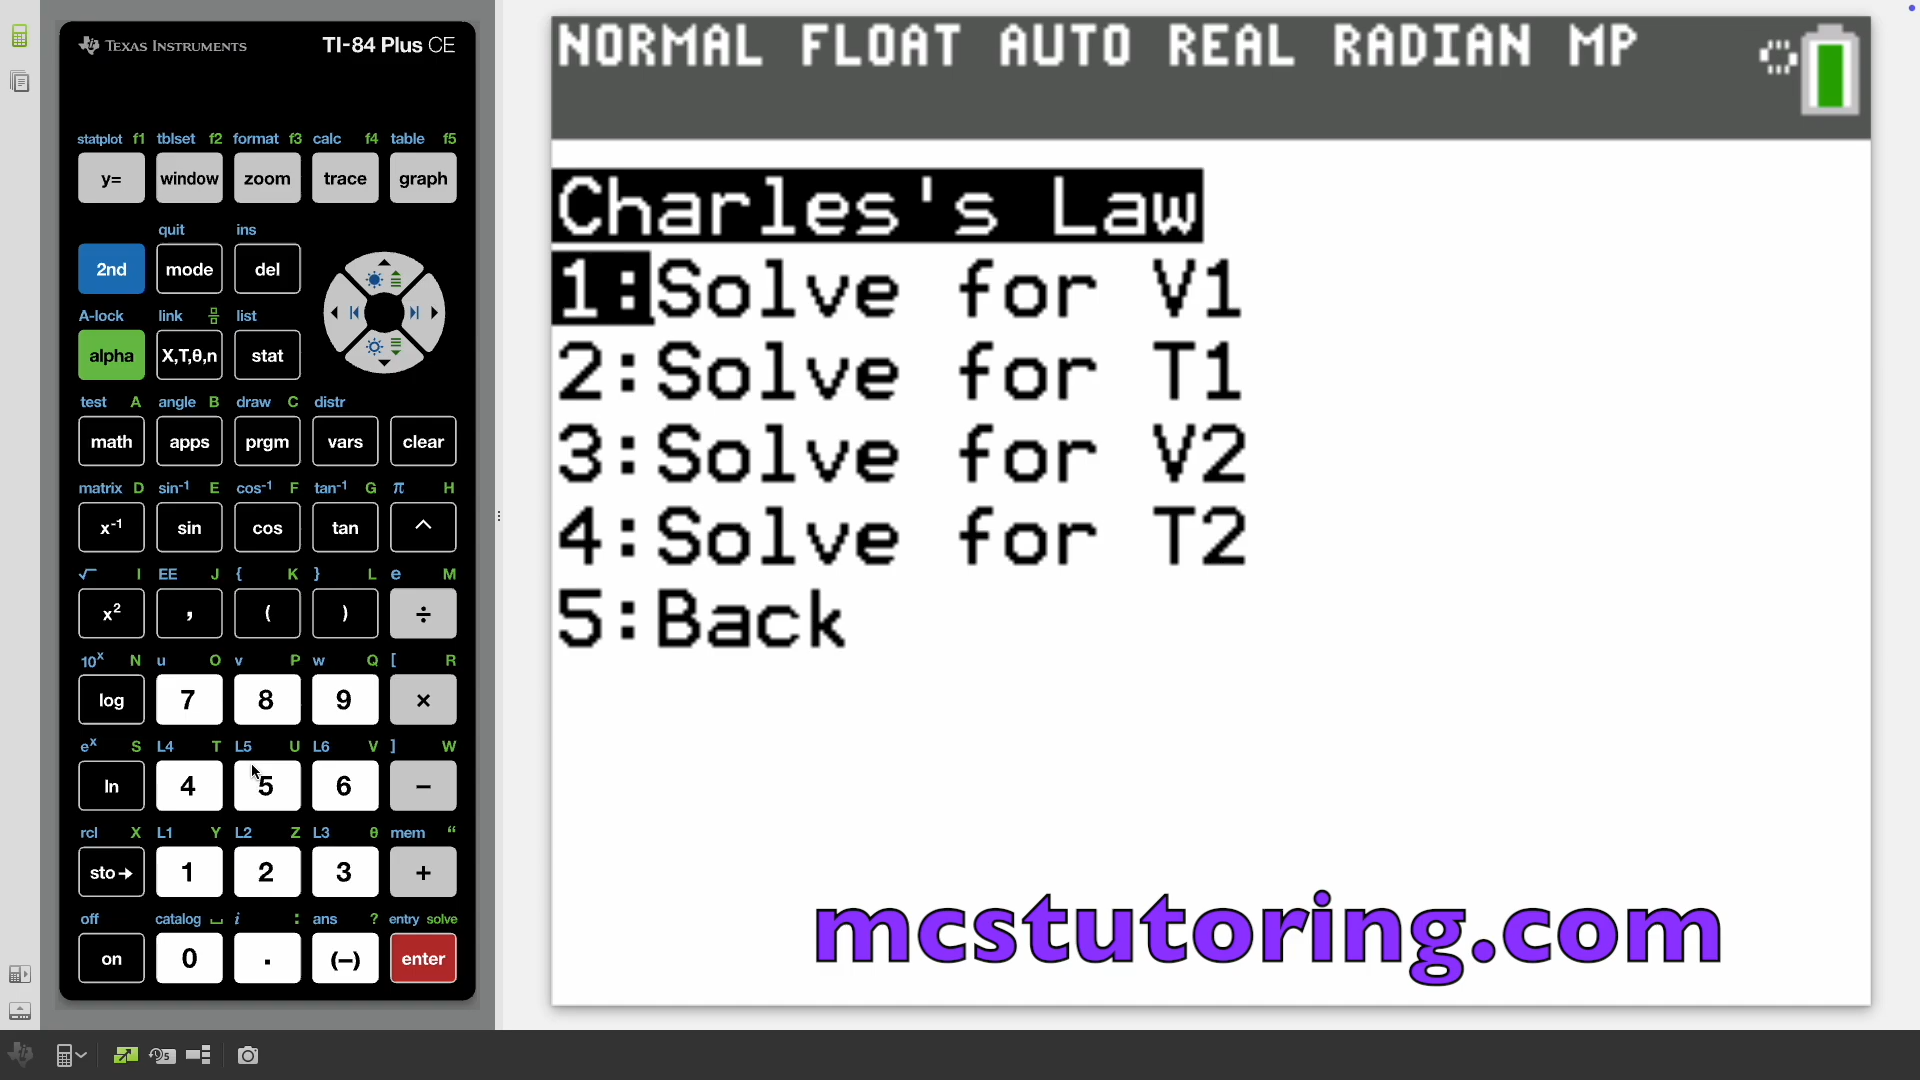 TEXAS INSTRUMENTS TI-84 Plus CE
statplot f1 tblset f2 format f3 calc f4 table f5
y= window zoom trace graph
quit ins
2nd mode del
A-lock link list
alpha X,T,θ,n stat
test A angle B draw C distr
math apps prgm vars clear
matrix D sin-1 E cos-1 F tan-1 G π H
x-1 sin cos tan ^
√ I EE J { K } L e M
x2 , ( ) ÷
10x N u O v P w Q [ R
log 7 8 9 ×
ex S L4 T L5 U L6 V ] W
ln 4 5 6 −
rcl X L1 Y L2 Z L3 θ mem “
sto→ 1 2 3 +
off catalog i : ans ? entry solve
on 0 . (−) enter
NORMAL FLOAT AUTO REAL RADIAN MP
Charles's Law
1:Solve for V1
2:Solve for T1
3:Solve for V2
4:Solve for T2
5:Back
mcstutoring.com